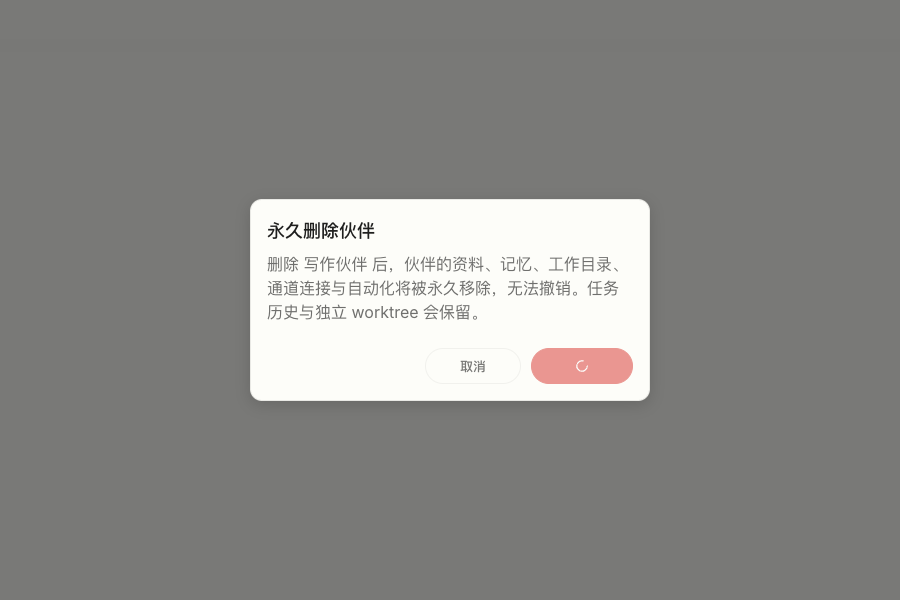 永久删除伙伴
删除 写作伙伴 后，伙伴的资料、记忆、工作目录、
通道连接与自动化将被永久移除，无法撤销。任务
历史与独立 worktree 会保留。
取消